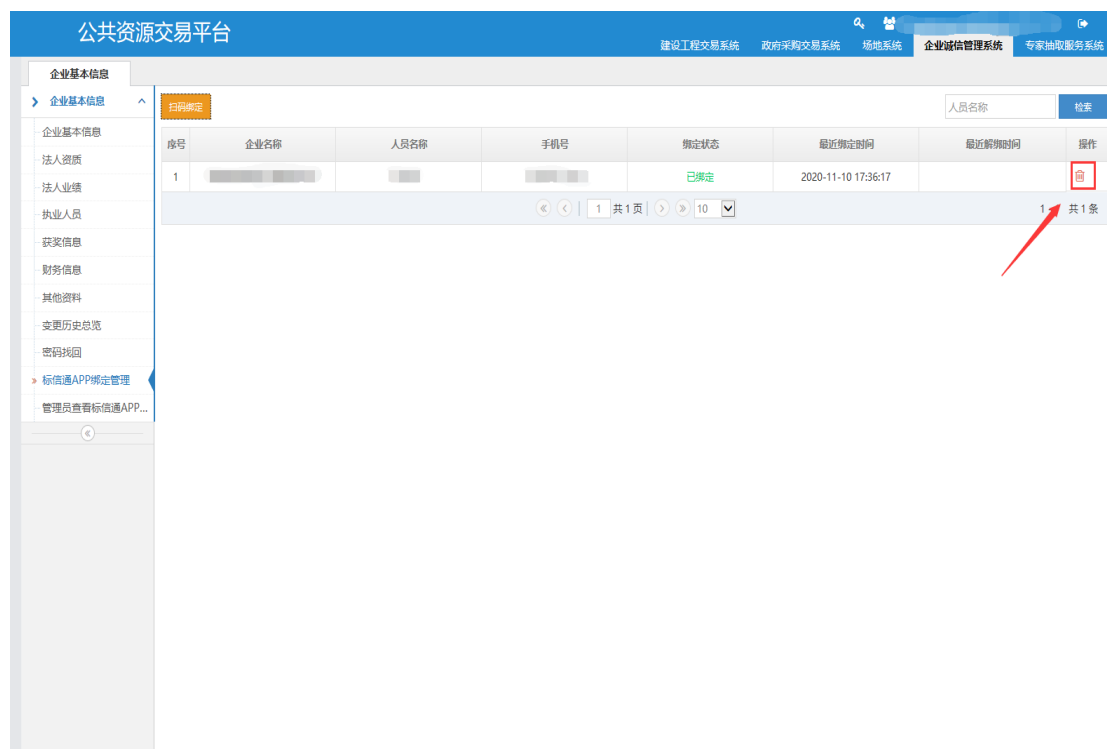 公共资源交易平台
建设工程交易系统 政府采购交易系统 场地系统 企业诚信管理系统 专家抽取服务系统
企业基本信息
企业基本信息
扫码绑定 人员名称 检索
企业基本信息
法人资质
法人业绩
执业人员
获奖信息
财务信息
其他资料
变更历史总览
密码找回
标信通APP绑定管理
管理员查看标信通APP...
序号 企业名称 人员名称 手机号 绑定状态 最近绑定时间 最近解绑时间 操作
1 已绑定 2020-11-10 17:36:17
1 共1页 10 1 共1条